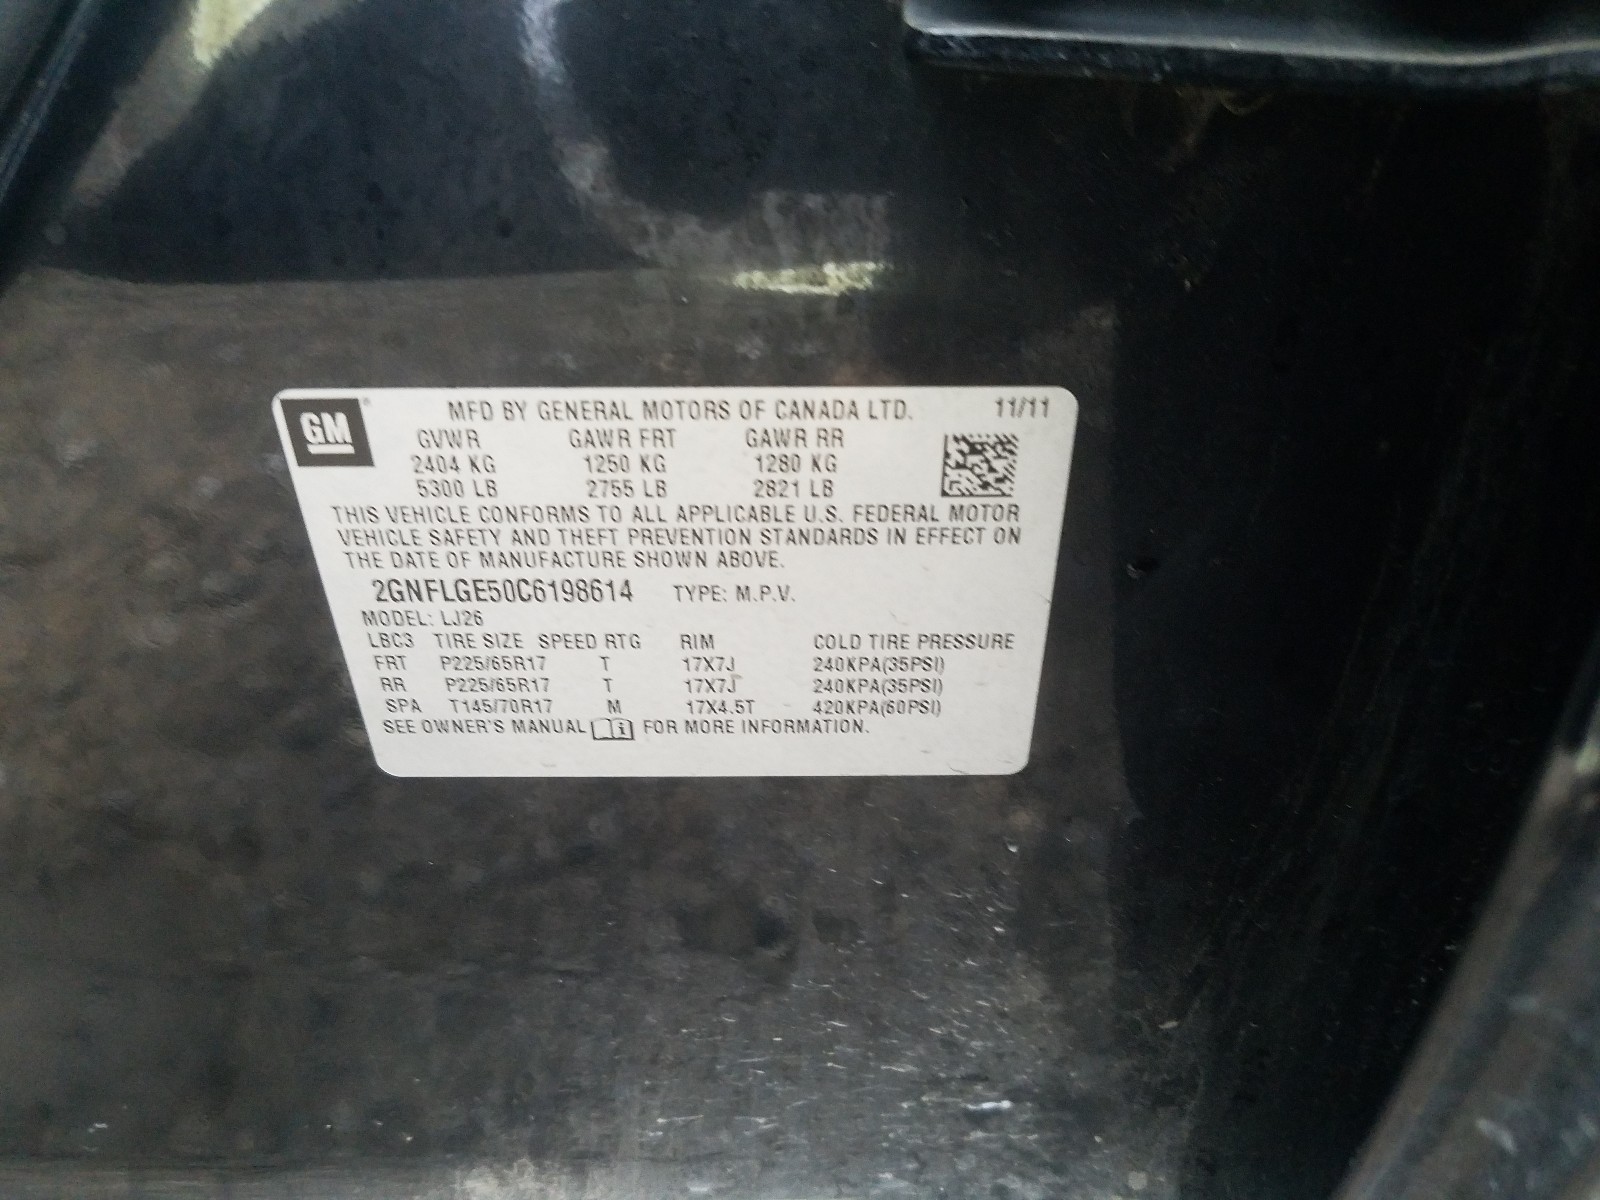 GM® MFD BY GENERAL MOTORS OF CANADA LTD. 11/11
GVWR GAWR FRT GAWR RR
2404 KG 1250 KG 1280 KG
5300 LB 2755 LB 2821 LB
THIS VEHICLE CONFORMS TO ALL APPLICABLE U.S. FEDERAL MOTOR
VEHICLE SAFETY AND THEFT PREVENTION STANDARDS IN EFFECT ON
THE DATE OF MANUFACTURE SHOWN ABOVE.
2GNFLGE50C6198614 TYPE: M.P.V.
MODEL: LJ26
LBC3 TIRE SIZE SPEED RTG RIM COLD TIRE PRESSURE
FRT P225/65R17 T 17X7J 240KPA(35PSI)
RR P225/65R17 T 17X7J 240KPA(35PSI)
SPA T145/70R17 M 17X4.5T 420KPA(60PSI)
SEE OWNER'S MANUAL i FOR MORE INFORMATION.